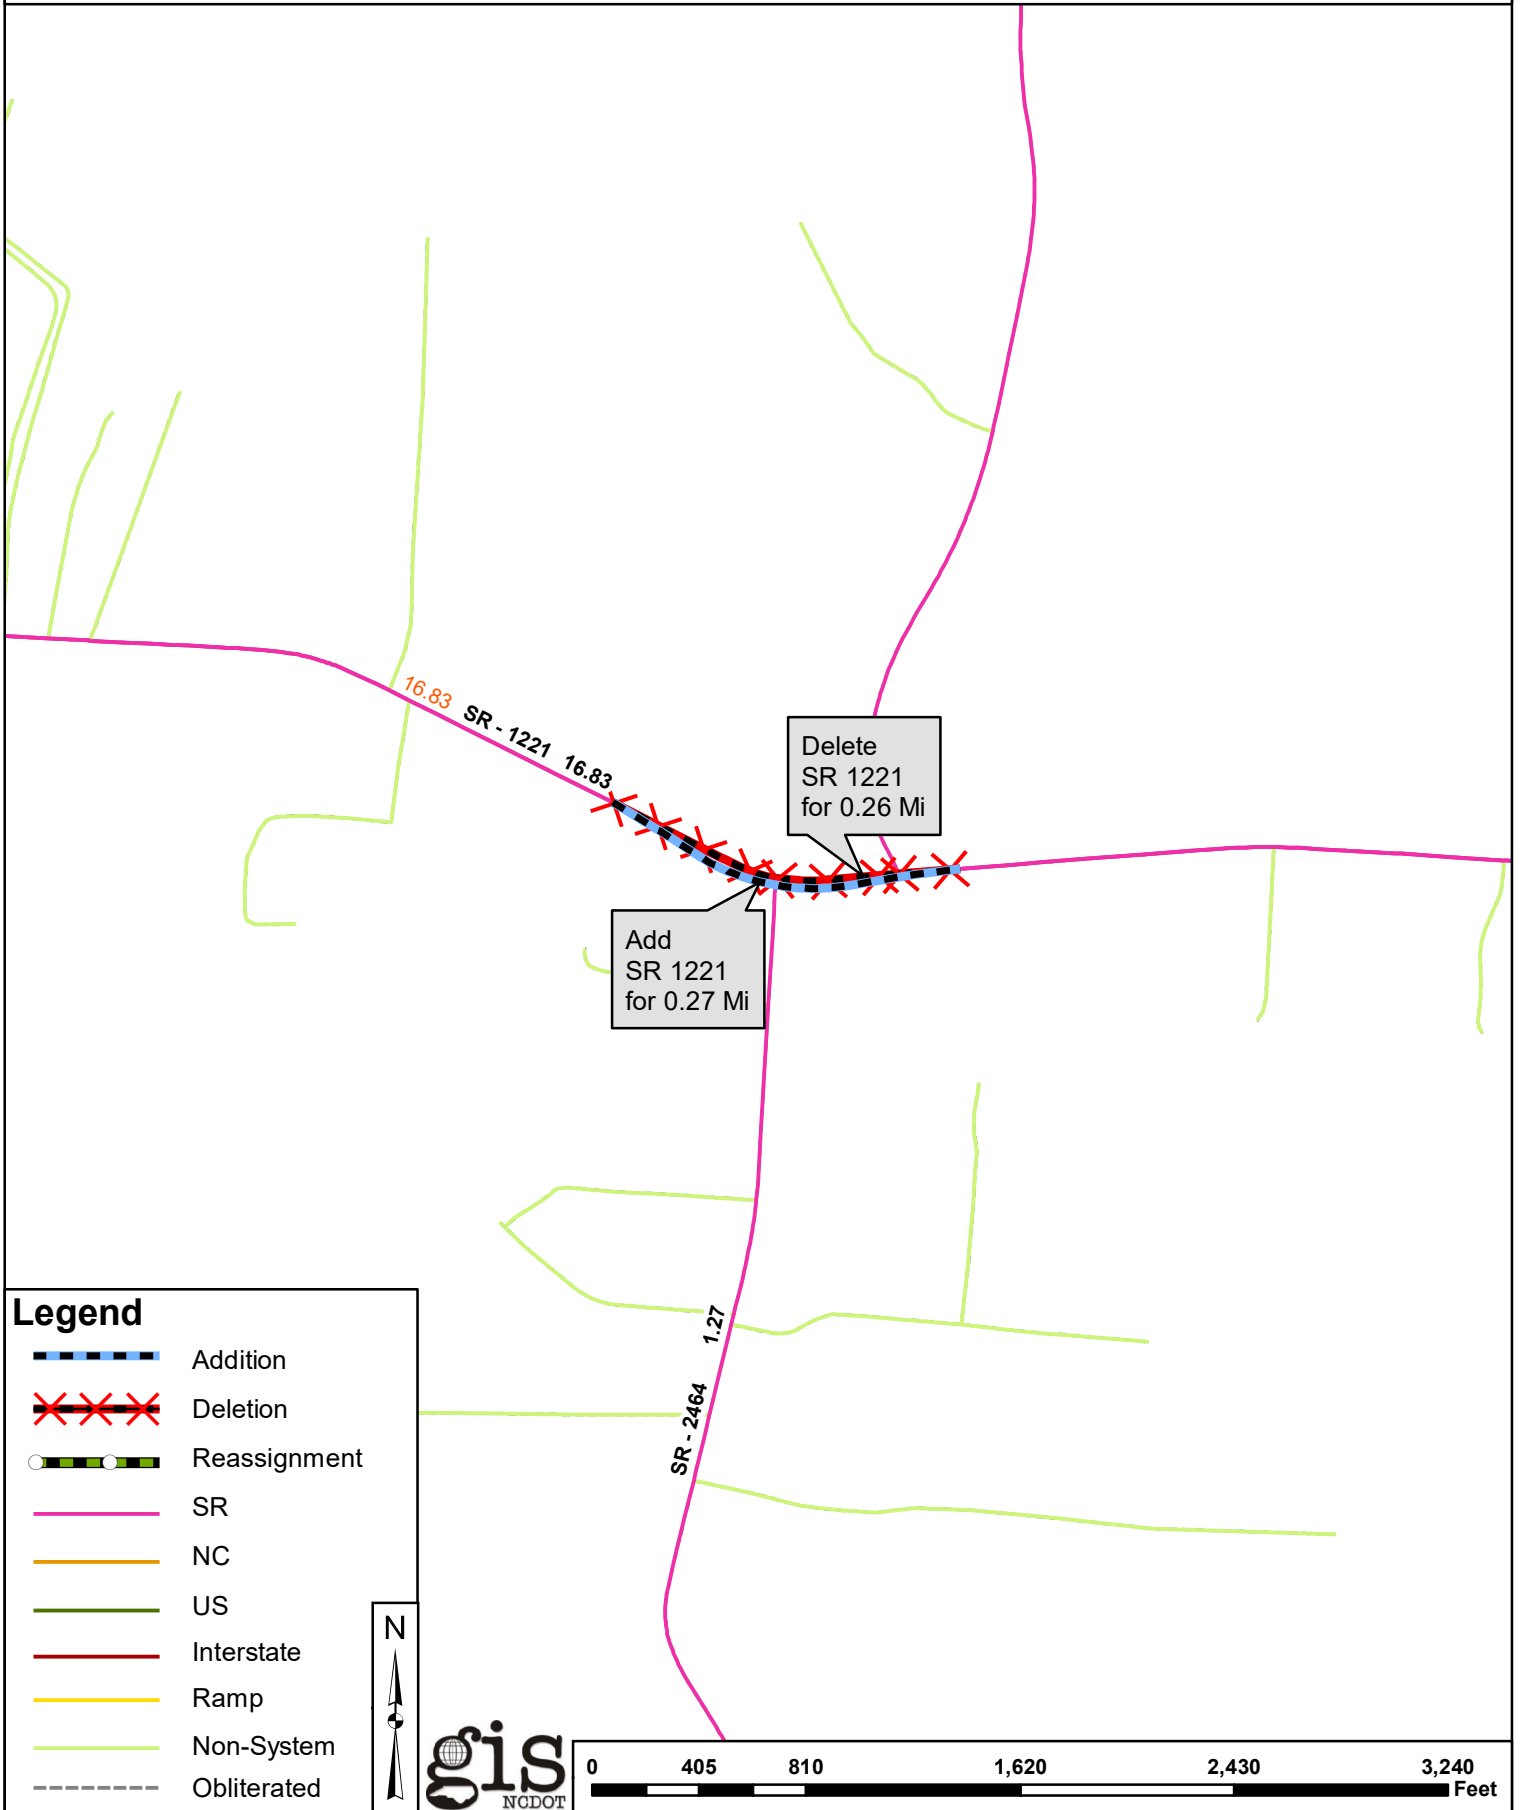 16.83
SR - 1221 16.83
Delete
SR 1221
for 0.26 Mi
Add
SR 1221
for 0.27 Mi
1.27
SR - 2464
Legend
Addition
Deletion
Reassignment
SR
NC
US
Interstate
Ramp
Non-System
Obliterated
N
gis
NCDOT
0 405 810 1,620 2,430 3,240
Feet